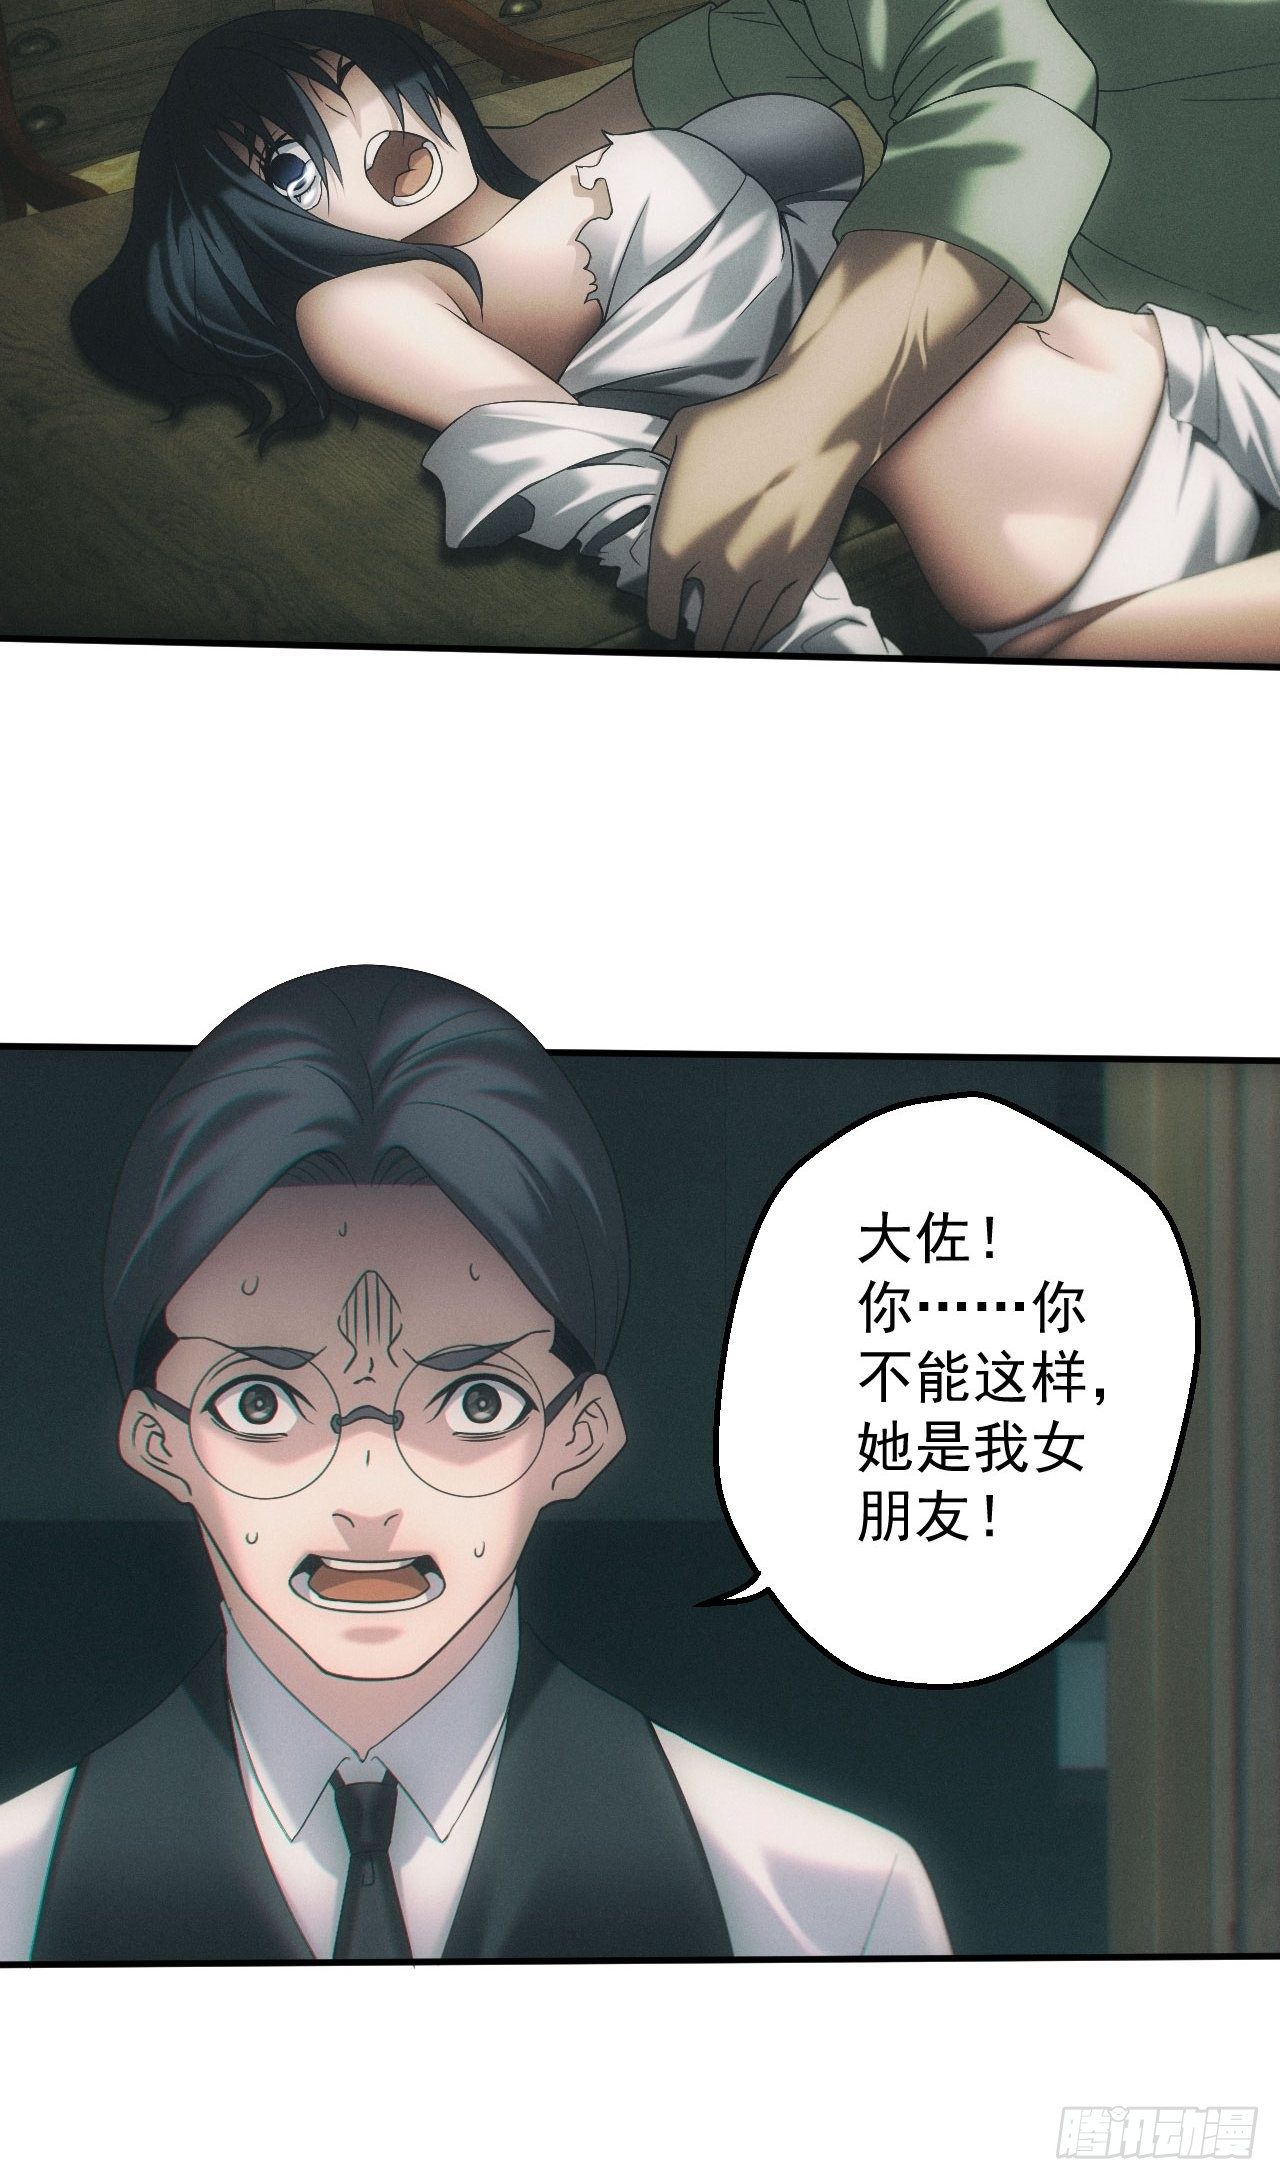 大佐！
你……你
不能这样，
她是我女
朋友！
腾讯动漫